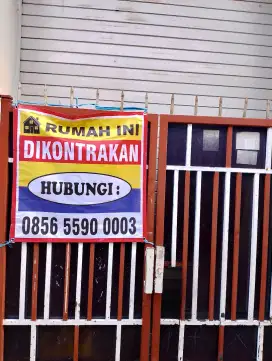 RUMAH INI
DIKONTRAKAN
HUBUNGI :
0856 5590 0003